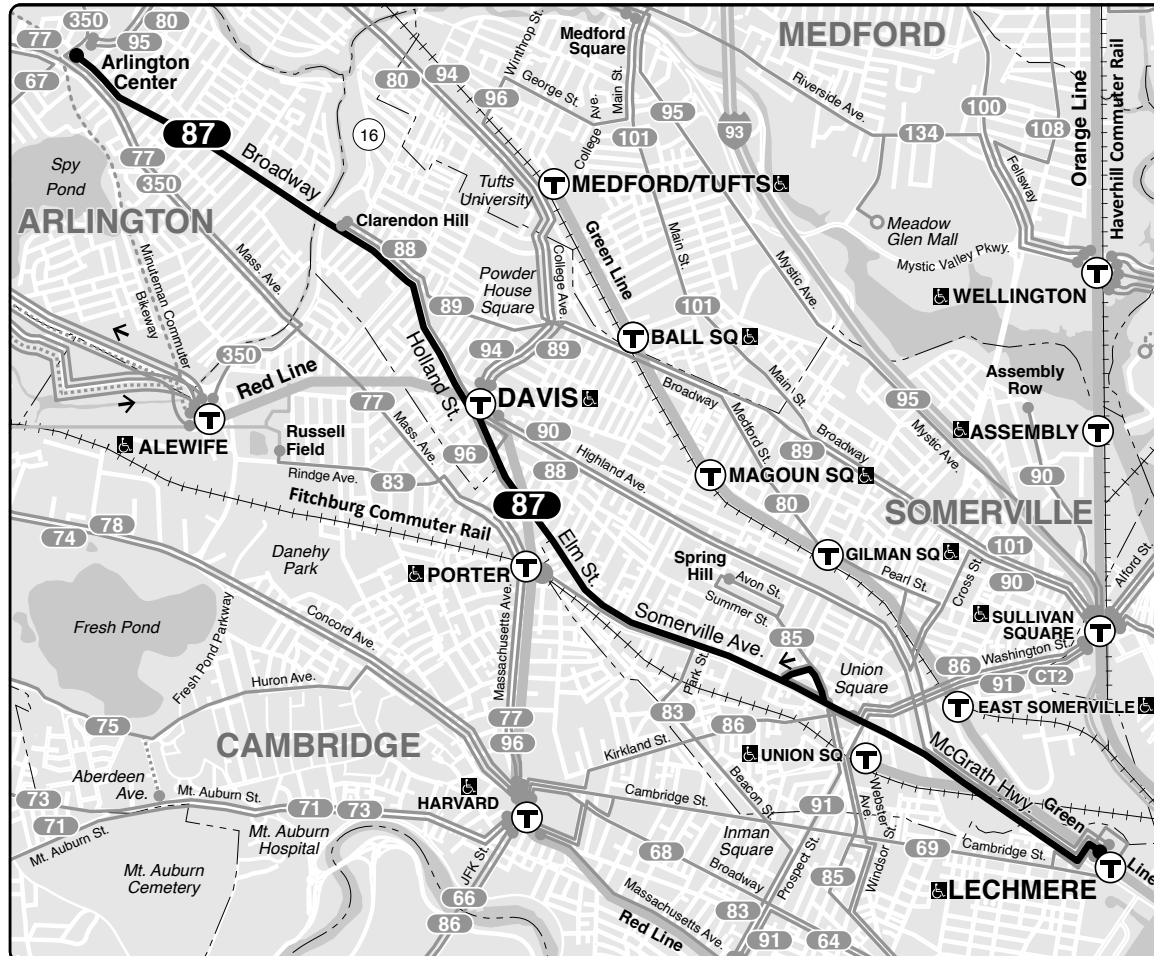 350
80
77
95
Arlington
Center
67
87
Broadway
16
80
94
Winthrop St.
George St.
96
College Ave.
Main St.
Medford
Square
101
95
MEDFORD
93
Riverside Ave.
134
100
108
Fellsway
Orange Line
Haverhill Commuter Rail
Spy
Pond
77
350
ARLINGTON
Mass. Ave.
Minuteman Commuter
Bikeway
Clarendon Hill
88
Tufts
University
T MEDFORD/TUFTS
Green Line
Main St.
Mystic Ave.
Meadow
Glen Mall
Mystic Valley Pkwy.
T
WELLINGTON
Powder
House
Square
College Ave.
89
101
350
Red Line
Holland St.
94
89
T BALL SQ
Broadway
Main St.
Assembly
Row
T
ALEWIFE
77
Mass. Ave.
T DAVIS
90
Medford St.
Broadway
89
95
Mystic Ave.
ASSEMBLY T
90
Russell
Field
Rindge Ave.
83
96
88
Highland Ave.
T MAGOUN SQ
80
SOMERVILLE
Fitchburg Commuter Rail
87
78
74
Danehy
Park
PORTER T
Elm St.
Spring
Hill
Avon St.
Summer St.
T GILMAN SQ
Pearl St.
Cross St.
101
90
Alford St.
Fresh Pond
Fresh Pond Parkway
Concord Ave.
Massachusetts Ave.
Somerville Ave.
85
Park St.
Union
Square
SULLIVAN
SQUARE T
86
Washington St.
91
CT2
Huron Ave.
75
CAMBRIDGE
77
96
83
86
Kirkland St.
T EAST SOMERVILLE
UNION SQ T
McGrath Hwy.
Aberdeen
Ave.
Mt. Auburn St.
73
71
71
73
Mt. Auburn St.
Mt. Auburn
Hospital
Mt. Auburn
Cemetery
HARVARD
T
Cambridge St.
Beacon St.
91
Webster
Ave.
Windsor St.
Inman
Square
Prospect St.
69
Cambridge St.
Green
Line
T
LECHMERE
JFK St.
66
86
68
Broadway
85
Massachusetts Ave.
Red Line
83
91
64